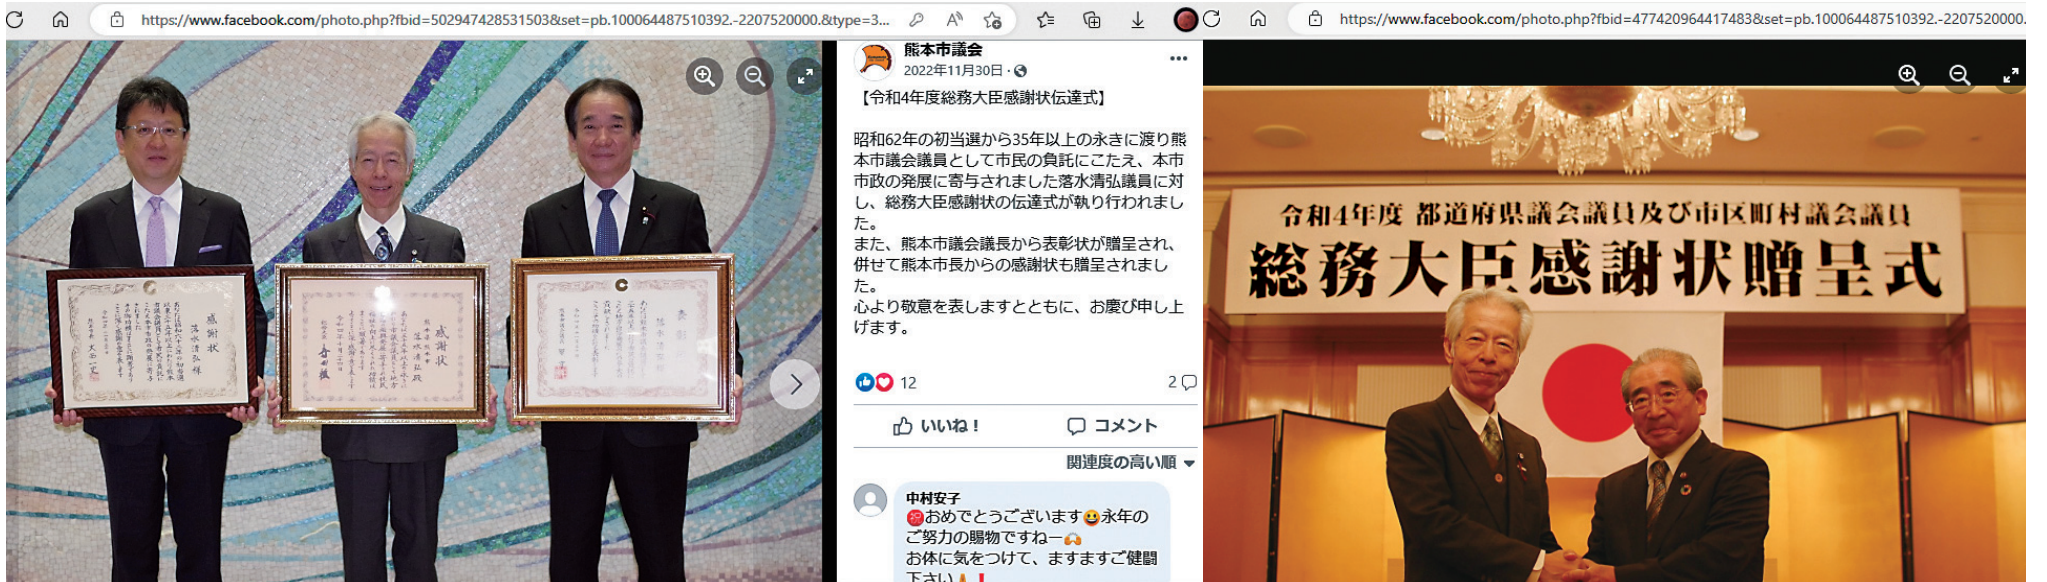 https://www.facebook.com/photo.php?fbid=502947428531503&set=pb.100064487510392.-2207520000.&type=3...
https://www.facebook.com/photo.php?fbid=477420964417483&set=pb.100064487510392.-2207520000.
感謝状
落水清弘様
感謝状
落水清弘殿
熊本市議会
2022年11月30日
【令和4年度総務大臣感謝状伝達式】
昭和62年の初当選から35年以上の永きに渡り熊
本市議会議員として市民の負託にこたえ、本市
市政の発展に寄与されました落水清弘議員に対
し、総務大臣感謝状の伝達式が執り行われまし
た。
また、熊本市議会議長から表彰状が贈呈され、
併せて熊本市長からの感謝状も贈呈されまし
た。
心より敬意を表しますとともに、お慶び申し上
げます。
12
2
いいね！
コメント
関連度の高い順
中村安子
㊗おめでとうございます😀永年の
ご努力の賜物ですねー🙌
お体に気をつけて、ますますご健闘
下さい🙏❗
令和4年度 都道府県議会議員及び市区町村議会議員
総務大臣感謝状贈呈式